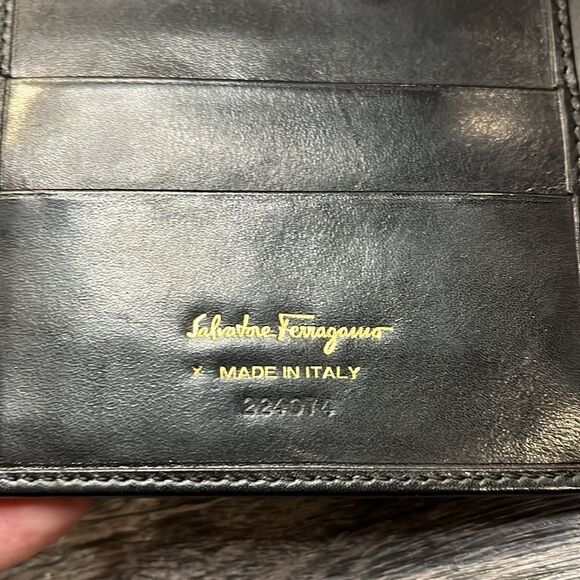 Salvatore Ferragamo
× MADE IN ITALY
224074